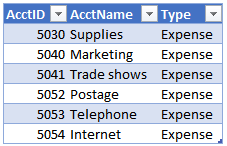 AcctID AcctName Type
5030 Supplies Expense
5040 Marketing Expense
5041 Trade shows Expense
5052 Postage Expense
5053 Telephone Expense
5054 Internet Expense